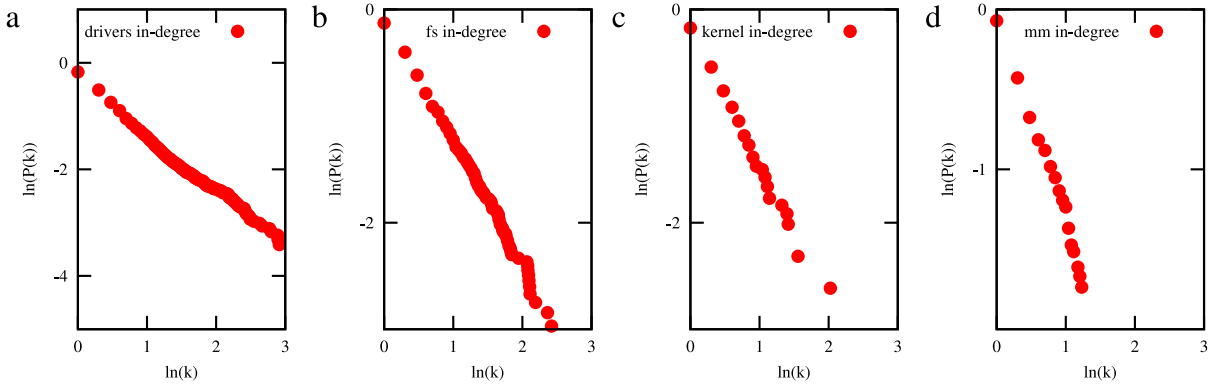 a
drivers in-degree
1
0
-2
-4
ln(P(k))
0
1
2
3
ln(k)
b
fs in-degree
0
-2
ln(P(k))
0
1
2
3
ln(k)
c
kernel in-degree
0
-2
ln(P(k))
0
1
2
3
ln(k)
d
mm in-degree
0
-1
ln(P(k))
0
1
2
3
ln(k)